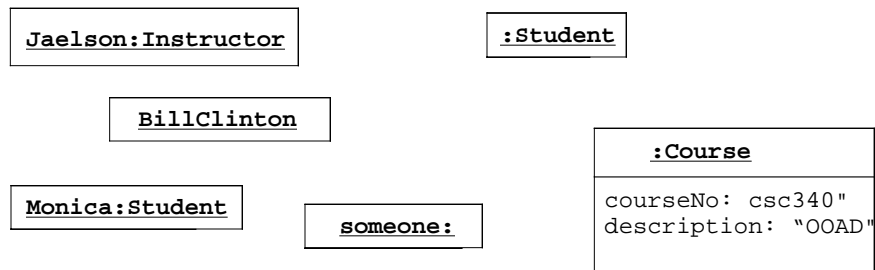 Jaelson:Instructor
:Student
BillClinton
:Course
courseNo: csc340"
description: “OOAD"
Monica:Student
someone: